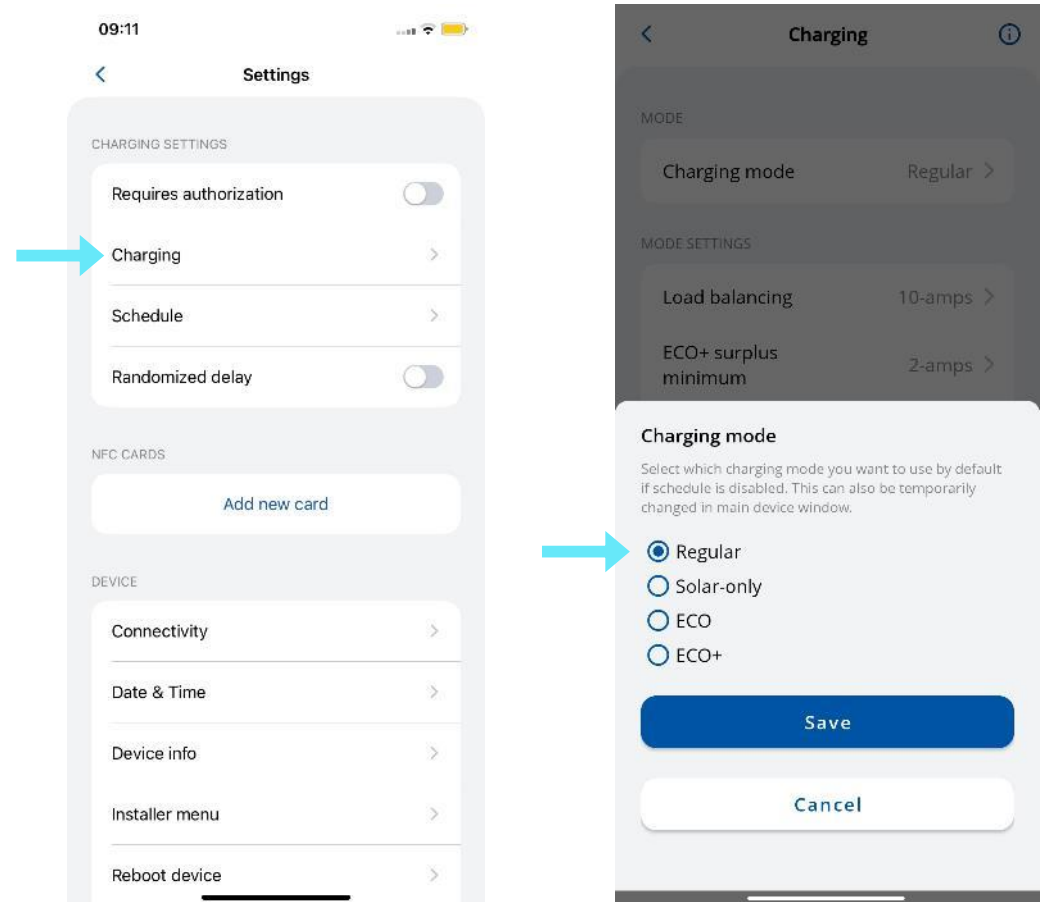 09:11
Settings
CHARGING SETTINGS
Requires authorization
Charging
Schedule
Randomized delay
NFC CARDS
Add new card
DEVICE
Connectivity
Date & Time
Device info
Installer menu
Reboot device
Charging
MODE
Charging mode Regular
MODE SETTINGS
Load balancing 10-amps
ECO+ surplus
minimum 2-amps
Charging mode
Select which charging mode you want to use by default
if schedule is disabled. This can also be temporarily
changed in main device window.
Regular
Solar-only
ECO
ECO+
Save
Cancel